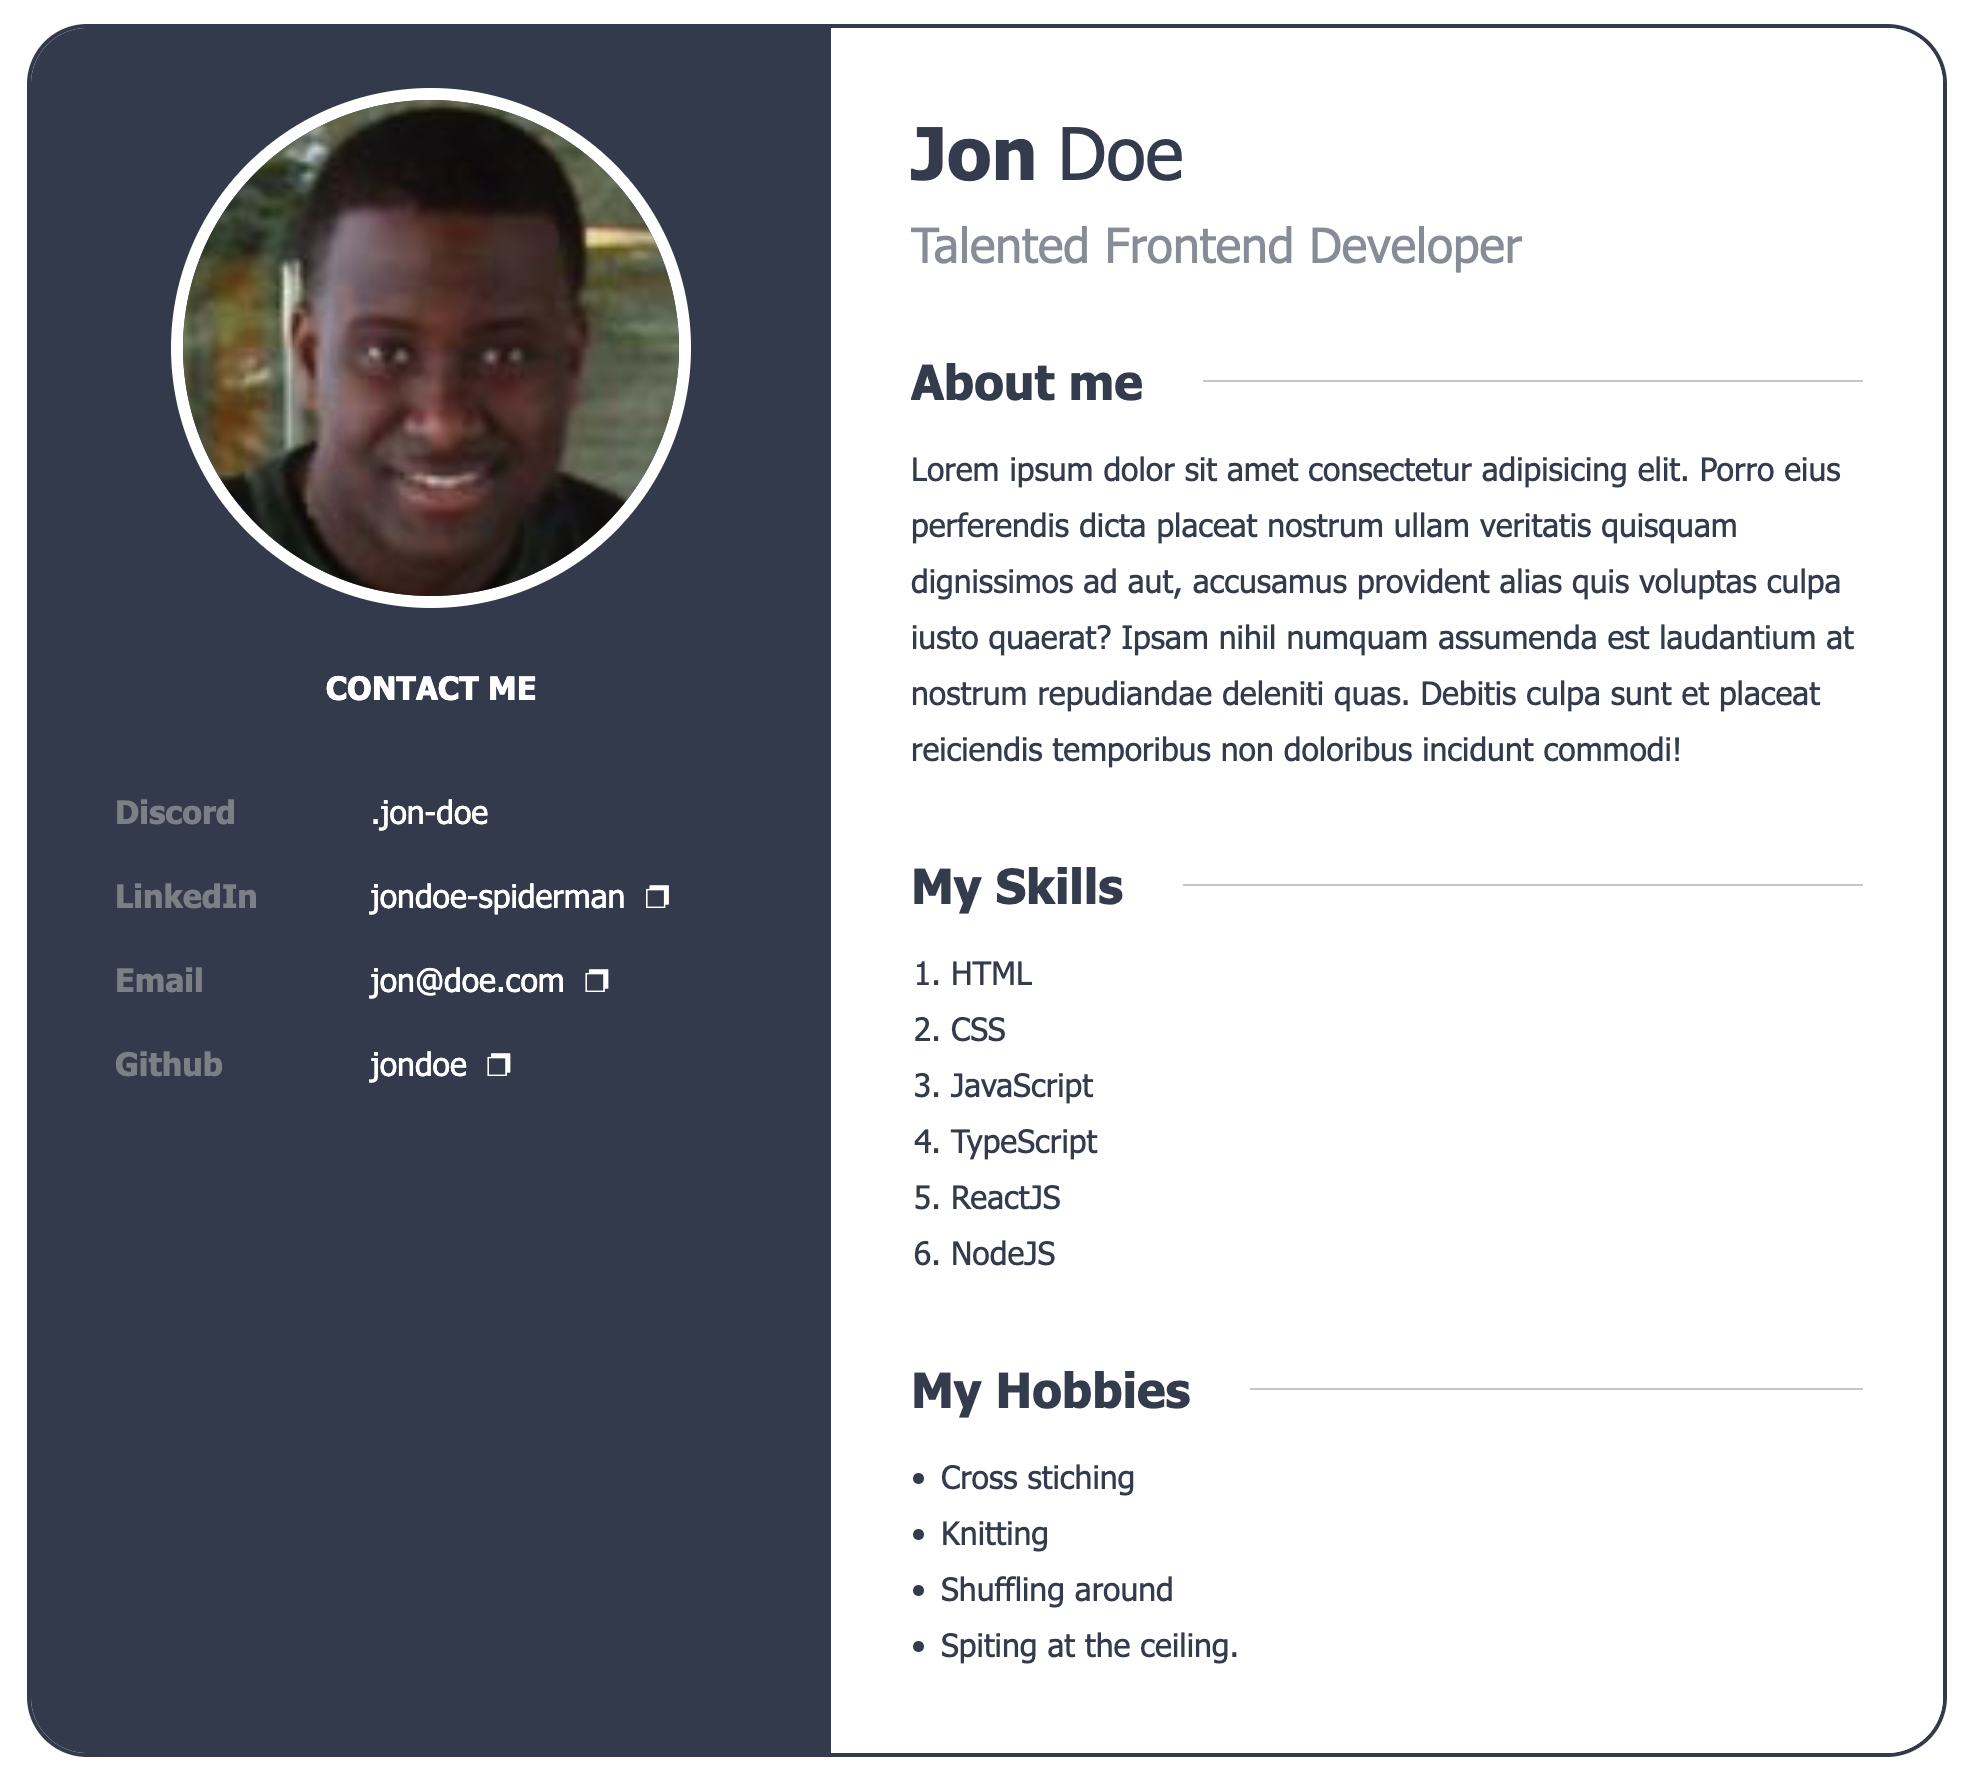 CONTACT ME
Discord .jon-doe
LinkedIn jondoe-spiderman ❐
Email jon@doe.com ❐
Github jondoe ❐
Jon Doe
Talented Frontend Developer
About me
Lorem ipsum dolor sit amet consectetur adipisicing elit. Porro eius
perferendis dicta placeat nostrum ullam veritatis quisquam
dignissimos ad aut, accusamus provident alias quis voluptas culpa
iusto quaerat? Ipsam nihil numquam assumenda est laudantium at
nostrum repudiandae deleniti quas. Debitis culpa sunt et placeat
reiciendis temporibus non doloribus incidunt commodi!
My Skills
1. HTML
2. CSS
3. JavaScript
4. TypeScript
5. ReactJS
6. NodeJS
My Hobbies
• Cross stiching
• Knitting
• Shuffling around
• Spiting at the ceiling.